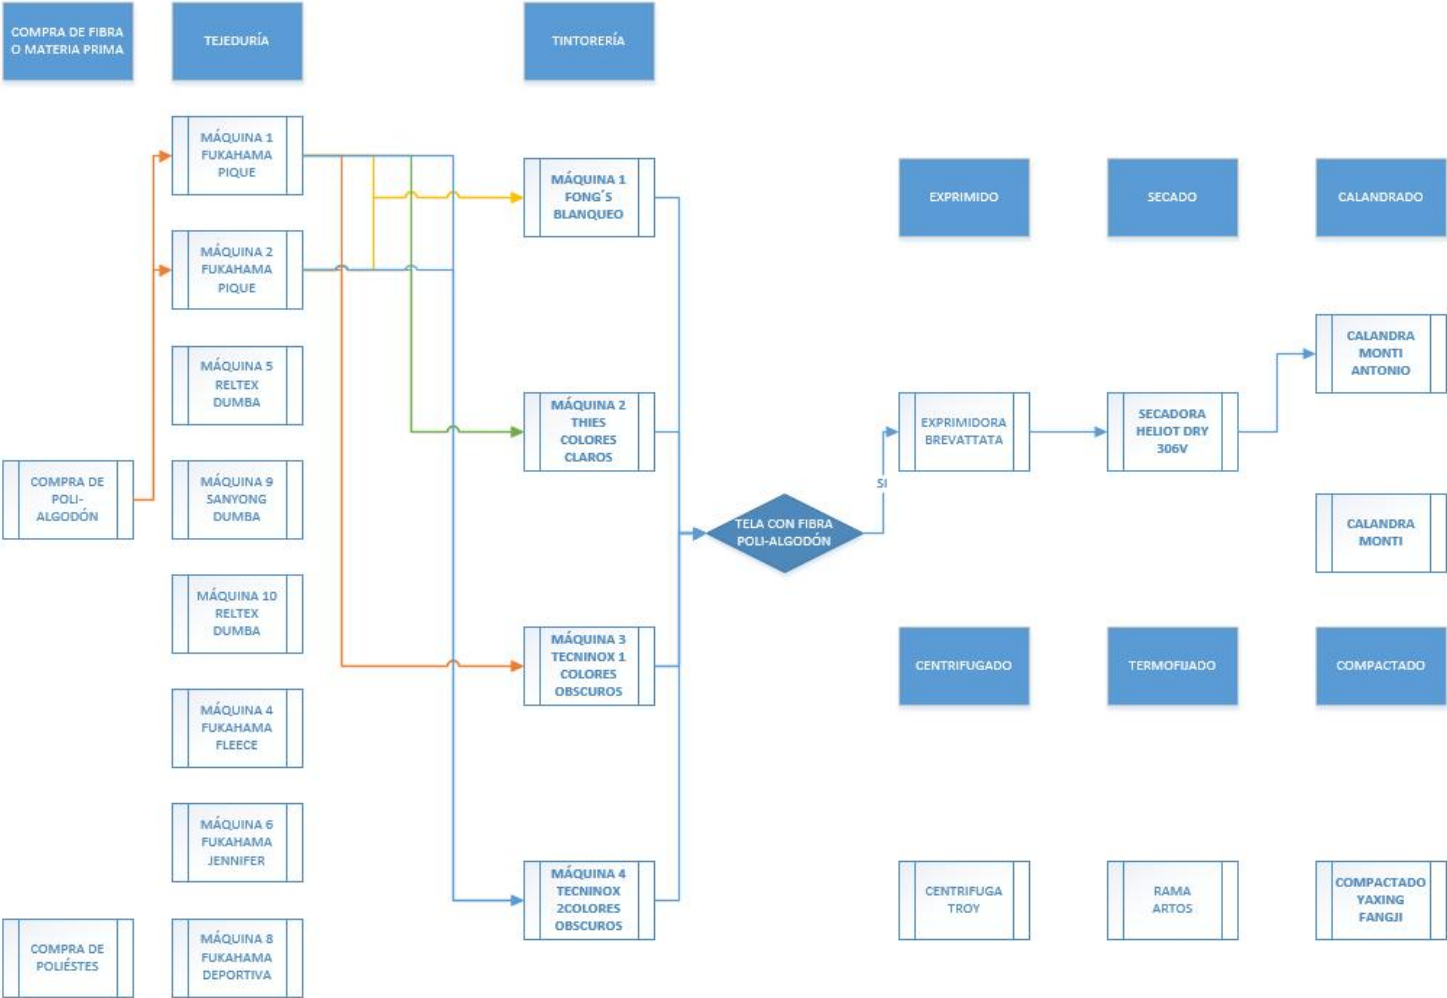 COMPRA DE FIBRA
O MATERIA PRIMA
TEJEDURÍA
TINTORERÍA
MÁQUINA 1
FUKAHAMA
PIQUE
MÁQUINA 2
FUKAHAMA
PIQUE
MÁQUINA 5
RELTEX
DUMBA
COMPRA DE
POLI-
ALGODÓN
MÁQUINA 9
SANYONG
DUMBA
MÁQUINA 10
RELTEX
DUMBA
MÁQUINA 4
FUKAHAMA
FLEECE
MÁQUINA 6
FUKAHAMA
JENNIFER
COMPRA DE
POLIÉSTES
MÁQUINA 8
FUKAHAMA
DEPORTIVA
MÁQUINA 1
FONG´S
BLANQUEO
MÁQUINA 2
THIES
COLORES
CLAROS
MÁQUINA 3
TECNINOX 1
COLORES
OBSCUROS
MÁQUINA 4
TECNINOX
2COLORES
OBSCUROS
TELA CON FIBRA
POLI-ALGODÓN
SI
EXPRIMIDO
SECADO
CALANDRADO
EXPRIMIDORA
BREVATTATA
SECADORA
HELIOT DRY
306V
CALANDRA
MONTI
ANTONIO
CALANDRA
MONTI
CENTRIFUGADO
TERMOFIJADO
COMPACTADO
CENTRIFUGA
TROY
RAMA
ARTOS
COMPACTADO
YAXING
FANGJI